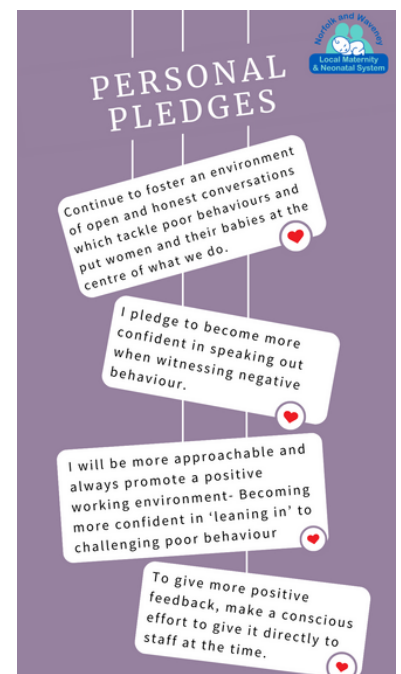 Norfolk and Waveney
Local Maternity
& Neonatal System
PERSONAL
PLEDGES
Continue to foster an environment
of open and honest conversations
which tackle poor behaviours and
put women and their babies at the
centre of what we do.
I pledge to become more
confident in speaking out
when witnessing negative
behaviour.
I will be more approachable and
always promote a positive
working environment- Becoming
more confident in ‘leaning in’ to
challenging poor behaviour
To give more positive
feedback, make a conscious
effort to give it directly to
staff at the time.